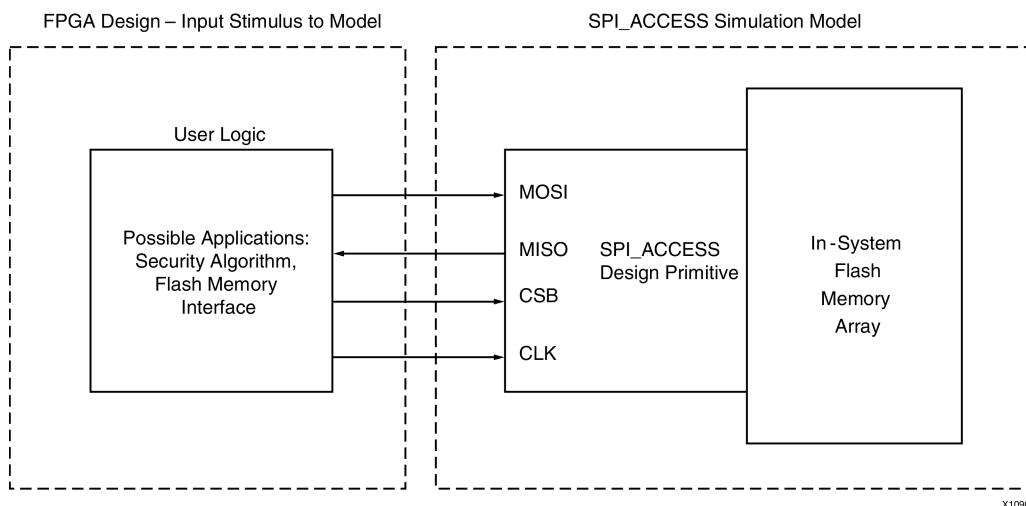 FPGA Design – Input Stimulus to Model
SPI_ACCESS Simulation Model
User Logic
Possible Applications:
Security Algorithm,
Flash Memory
Interface
MOSI
MISO
CSB
CLK
SPI_ACCESS
Design Primitive
In-System
Flash
Memory
Array